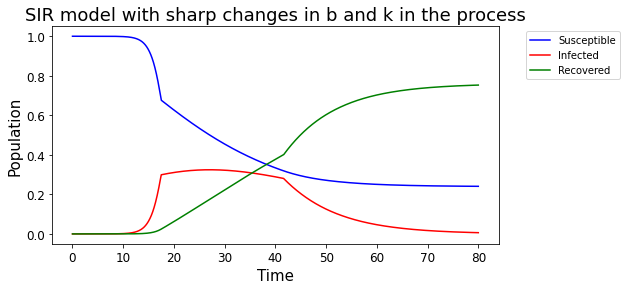 SIR model with sharp changes in b and k in the process
Susceptible
Infected
Recovered
Population
1.0
0.8
0.6
0.4
0.2
0.0
0 10 20 30 40 50 60 70 80
Time